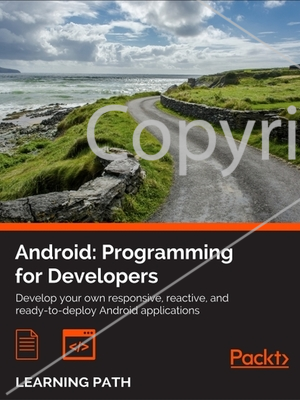 Copyri
Android: Programming
for Developers
Develop your own responsive, reactive, and
ready-to-deploy Android applications
</>
Packt>
LEARNING PATH